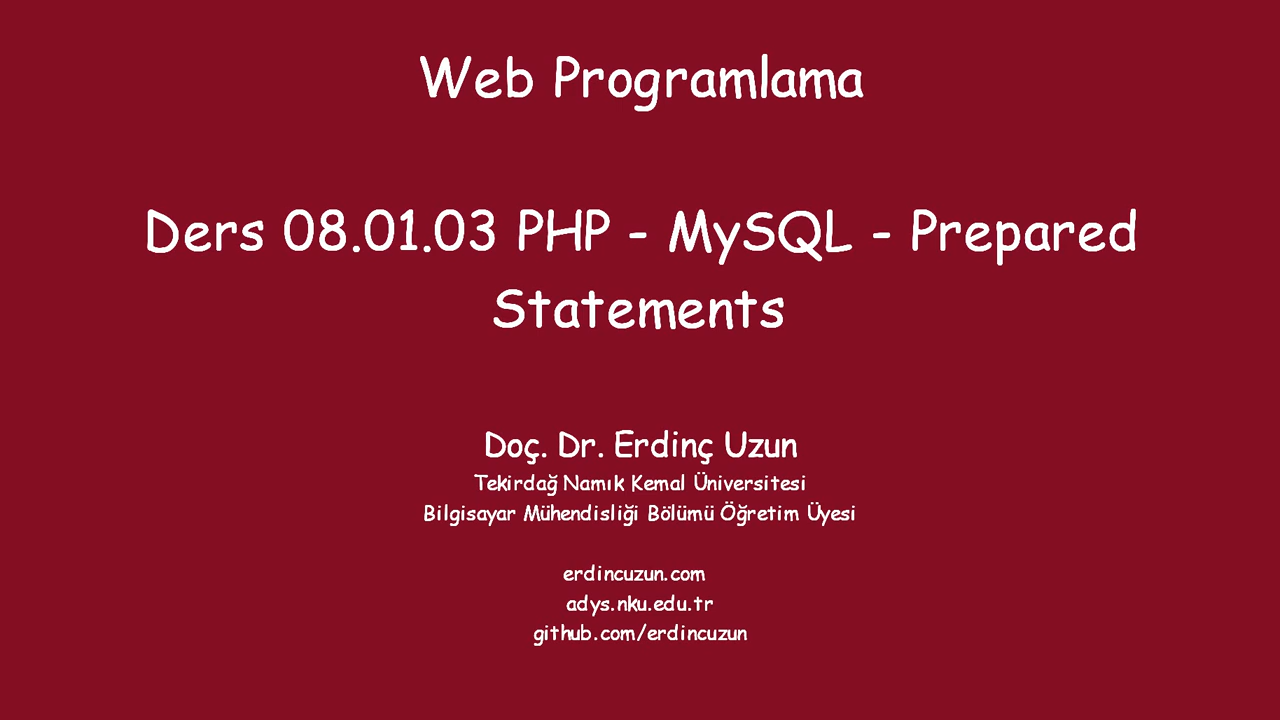 Web Programlama
Ders 08.01.03 PHP - MySQL - Prepared
Statements
Doç. Dr. Erdinç Uzun
Tekirdağ Namık Kemal Üniversitesi
Bilgisayar Mühendisliği Bölümü Öğretim Üyesi
erdincuzun.com
adys.nku.edu.tr
github.com/erdincuzun